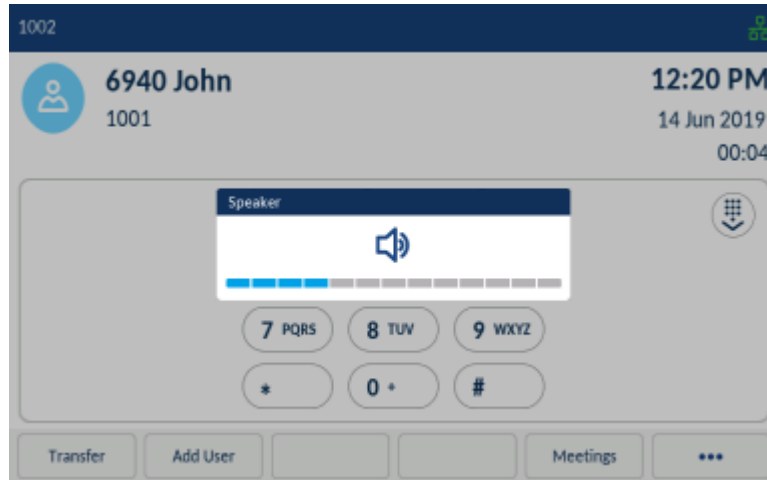 1002
6940 John
12:20 PM
1001
14 Jun 2019
00:04
Speaker
7 PQRS 8 TUV 9 WXYZ
* 0 + #
Transfer Add User Meetings •••